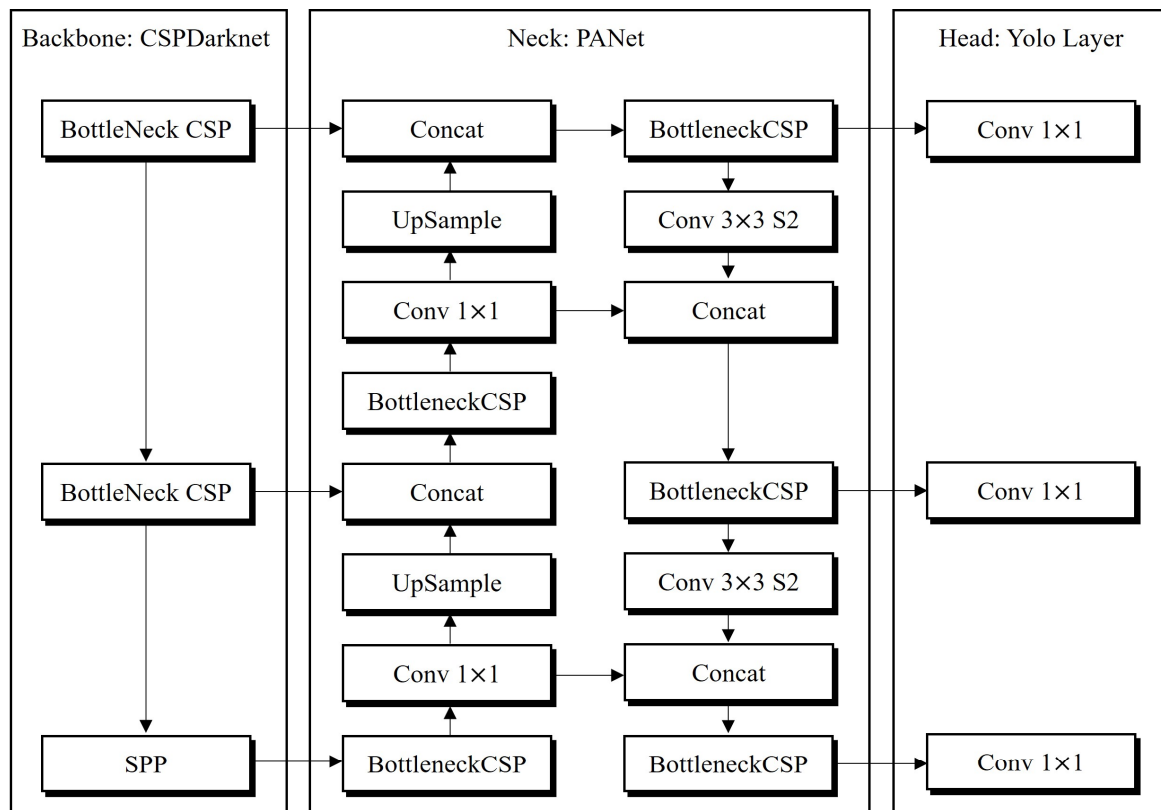 Backbone: CSPDarknet
Neck: PANet
Head: Yolo Layer
BottleNeck CSP
Concat
BottleneckCSP
Conv 1×1
UpSample
Conv 3×3 S2
Conv 1×1
Concat
BottleneckCSP
BottleNeck CSP
Concat
BottleneckCSP
Conv 1×1
UpSample
Conv 3×3 S2
Conv 1×1
Concat
SPP
BottleneckCSP
BottleneckCSP
Conv 1×1